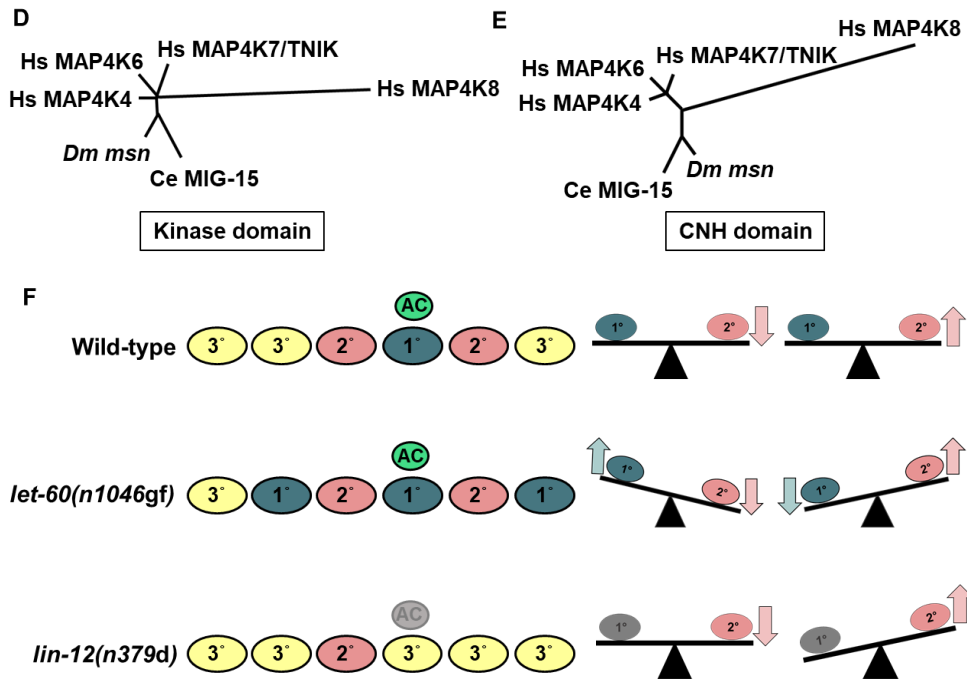 D
Hs MAP4K6
Hs MAP4K7/TNIK
Hs MAP4K4
Hs MAP4K8
Dm msn
Ce MIG-15
Kinase domain
E
Hs MAP4K8
Hs MAP4K7/TNIK
Hs MAP4K6
Hs MAP4K4
Dm msn
Ce MIG-15
CNH domain
F
AC
Wild-type 3° 3° 2° 1° 2° 3° 1° 2° 1° 2°
AC
let-60(n1046gf) 3° 1° 2° 1° 2° 1° 1° 2° 1° 2°
AC
lin-12(n379d) 3° 3° 2° 3° 3° 3° 1° 2° 1° 2°